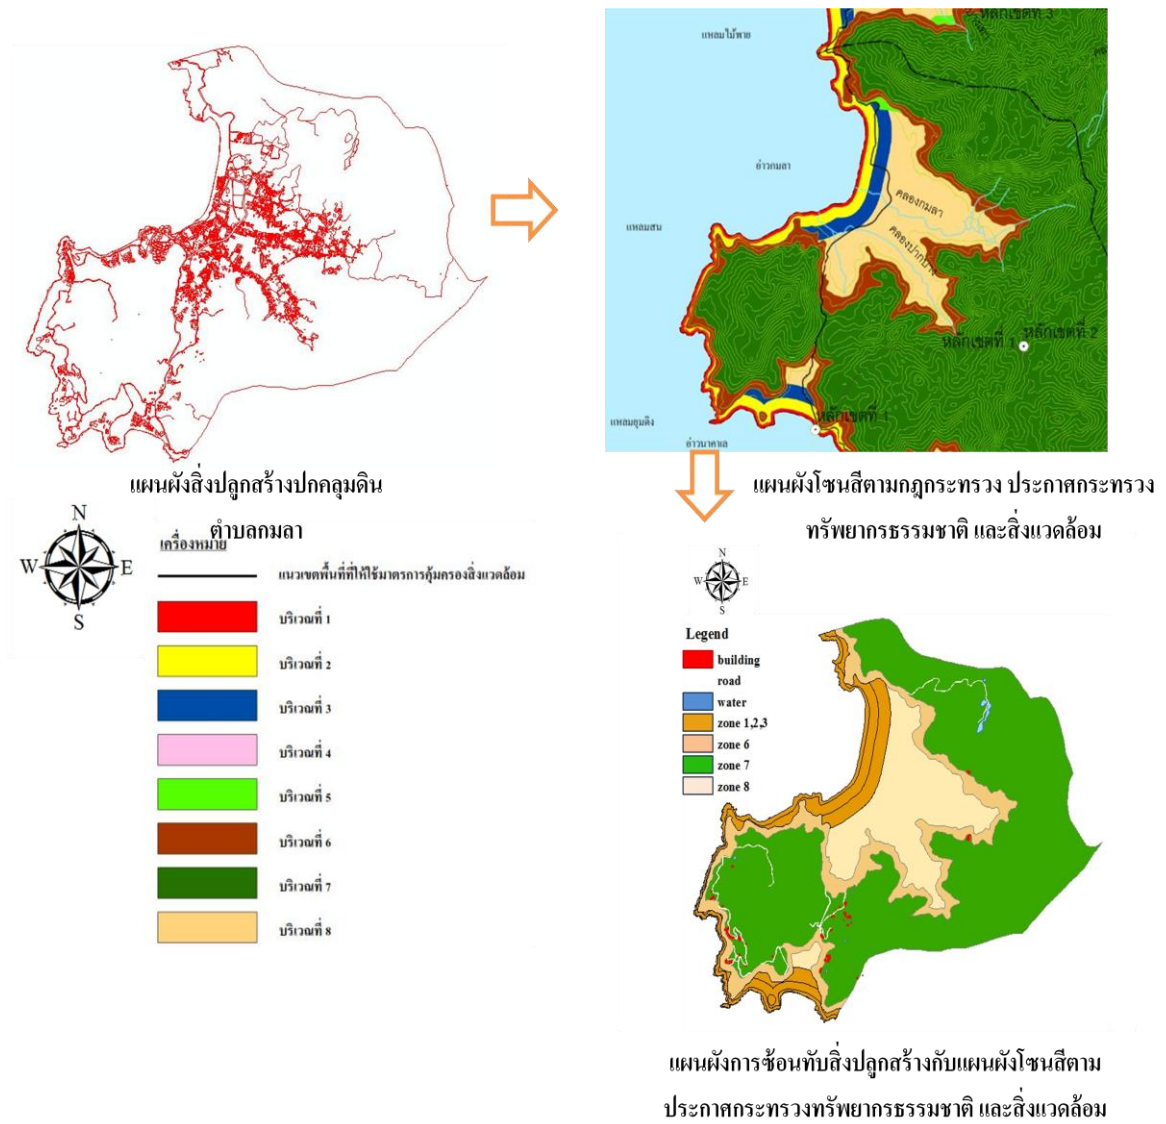 หลักเขตที่ 3
แหลมไม้พาย
อ่าวกมลา
แหลมสน
คลองกมลา
คลองปากบาง
หลักเขตที่ 1
หลักเขตที่ 2
หลักเขตที่ 1
แหลมยูมดึง
อ่าวนาคาเล
แผนผังสิ่งปลูกสร้างปกคลุมดิน
ตำบลกมลา
แผนผังโซนสีตามกฎกระทรวง ประกาศกระทรวง
ทรัพยากรธรรมชาติ และสิ่งแวดล้อม
N
W E
S
เครื่องหมาย
แนวเขตพื้นที่ที่ให้ใช้มาตรการคุ้มครองสิ่งแวดล้อม
บริเวณที่ 1
บริเวณที่ 2
บริเวณที่ 3
บริเวณที่ 4
บริเวณที่ 5
บริเวณที่ 6
บริเวณที่ 7
บริเวณที่ 8
N
W E
S
Legend
building
road
water
zone 1,2,3
zone 6
zone 7
zone 8
แผนผังการซ้อนทับสิ่งปลูกสร้างกับแผนผังโซนสีตาม
ประกาศกระทรวงทรัพยากรธรรมชาติ และสิ่งแวดล้อม